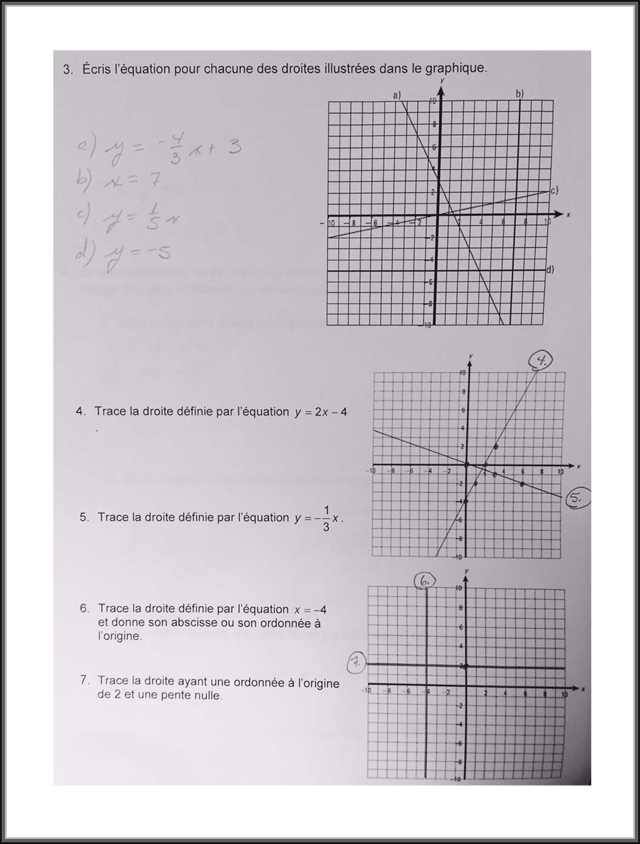 3. Écris l'équation pour chacune des droites illustrées dans le graphique.
a) y = -4/3 x + 3
b) x = 7
c) y = 1/5 x
d) y = -5
y
a)
b)
c)
d)
x
-10 -8 -6 -4 -2 2 4 6 8 10
10
8
6
4
2
-2
-4
-6
-8
-10
4. Trace la droite définie par l'équation y = 2x – 4
4.
5.
y
x
-10 -8 -6 -4 -2 2 4 6 8 10
10
8
6
4
2
-2
-4
-6
-8
-10
5. Trace la droite définie par l'équation y = -1/3 x.
6. Trace la droite définie par l'équation x = –4
et donne son abscisse ou son ordonnée à
l'origine.
6.
7.
y
x
-10 -8 -6 -4 -2 2 4 6 8 10
10
8
6
4
2
-2
-4
-6
-8
-10
7. Trace la droite ayant une ordonnée à l'origine
de 2 et une pente nulle.